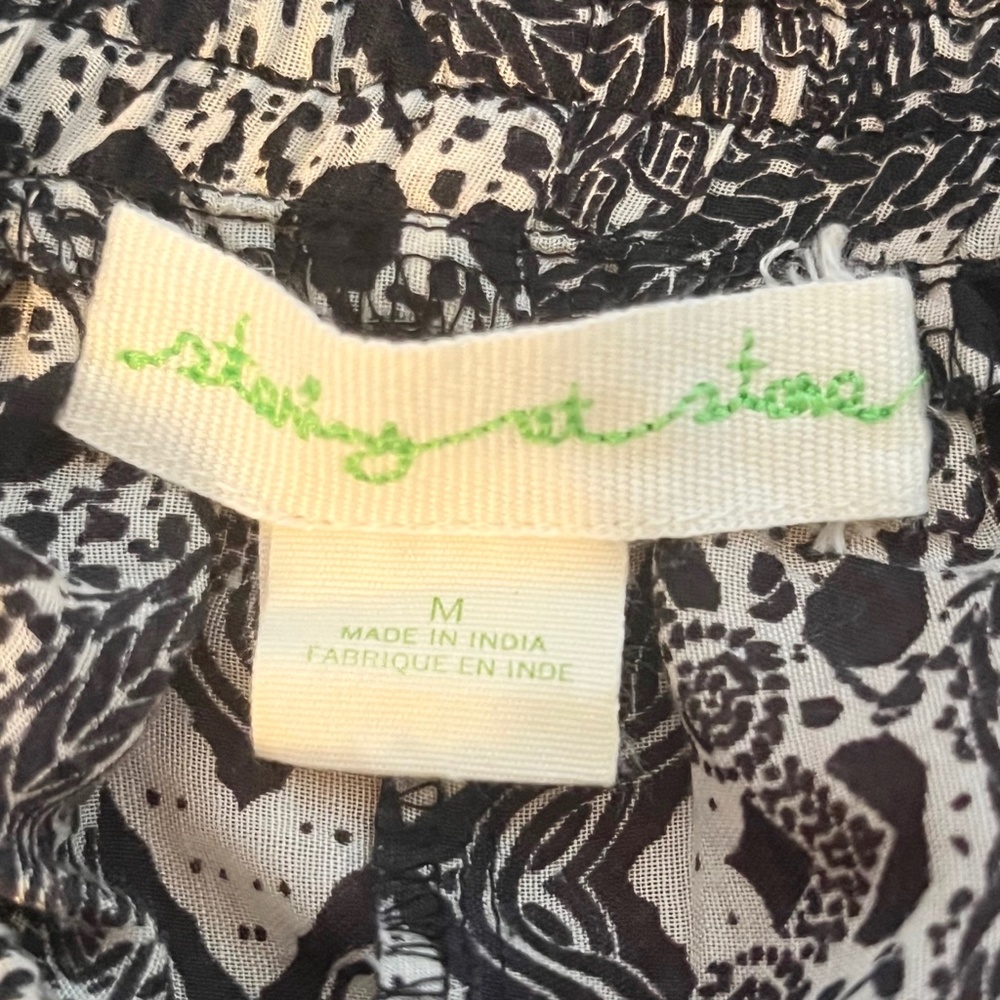 staring at stars
M
MADE IN INDIA
FABRIQUE EN INDE